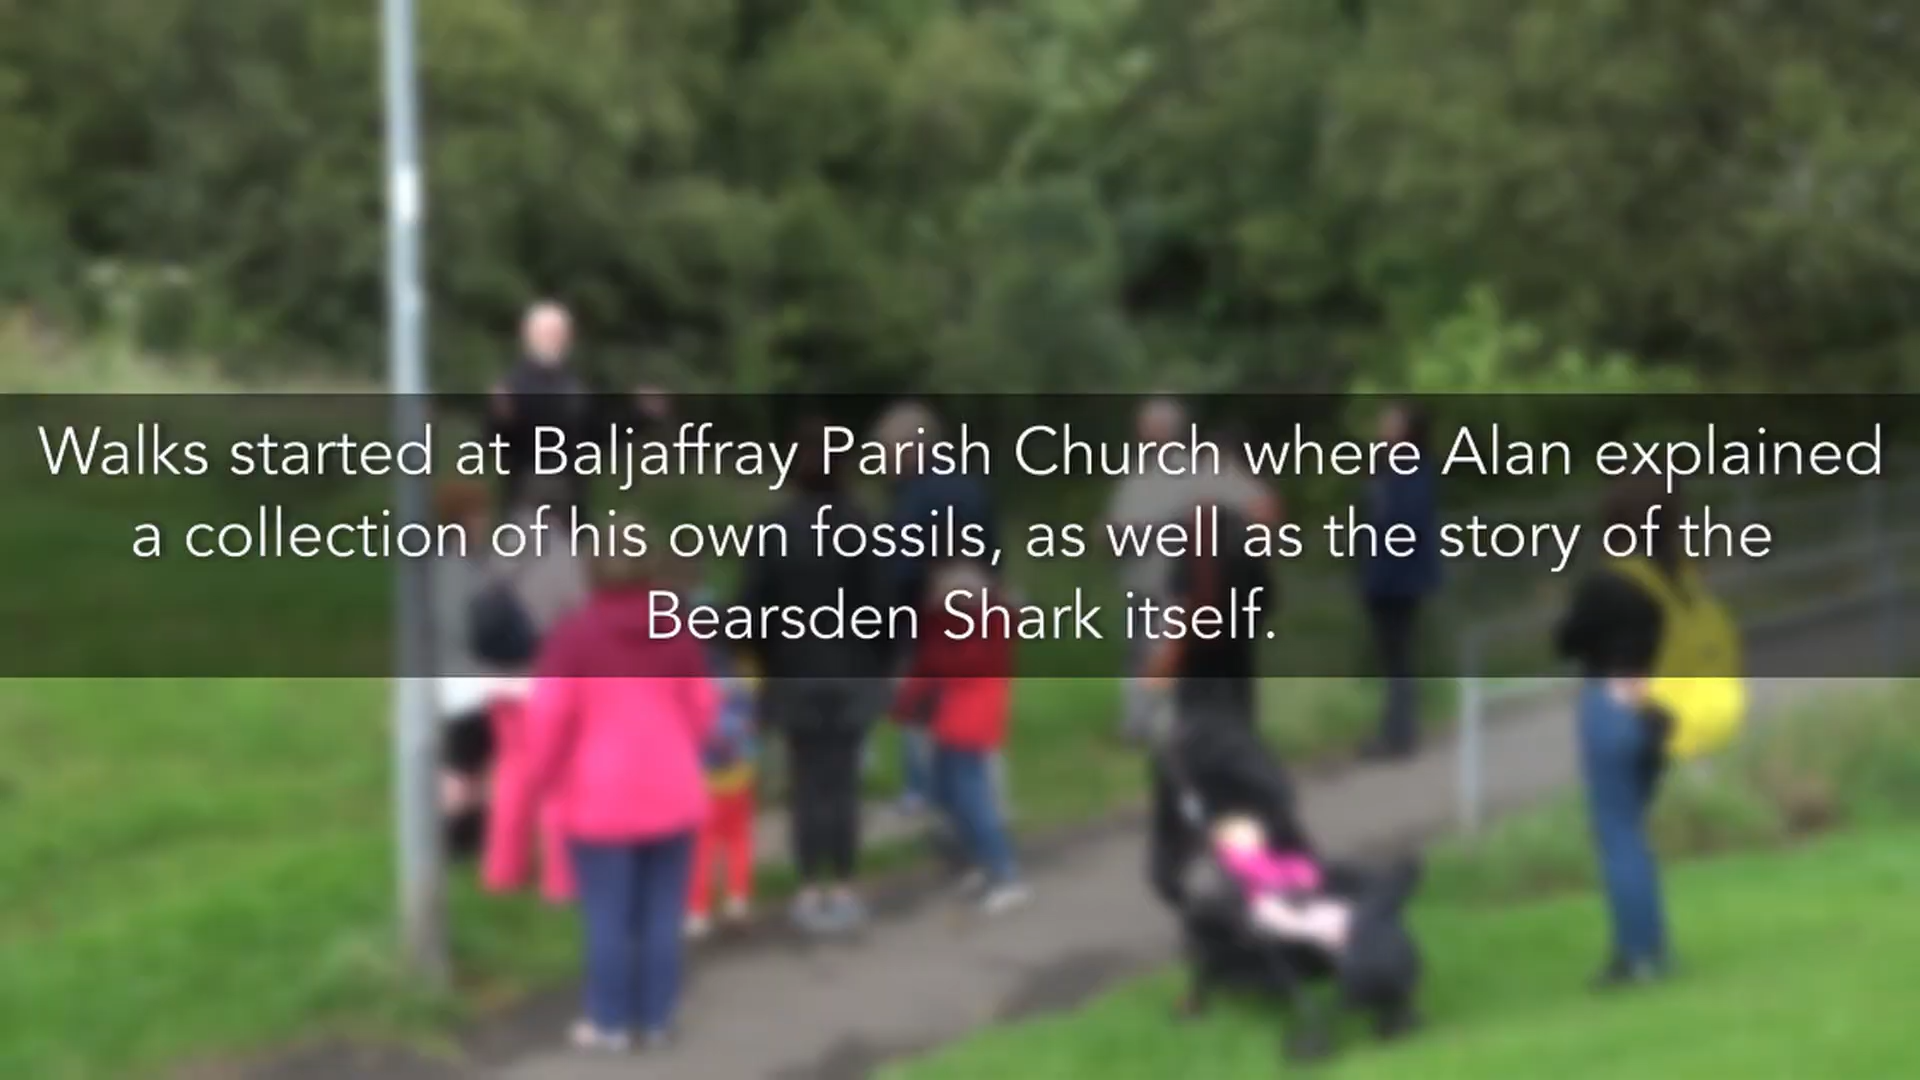 Walks started at Baljaffray Parish Church where Alan explained
a collection of his own fossils, as well as the story of the
Bearsden Shark itself.